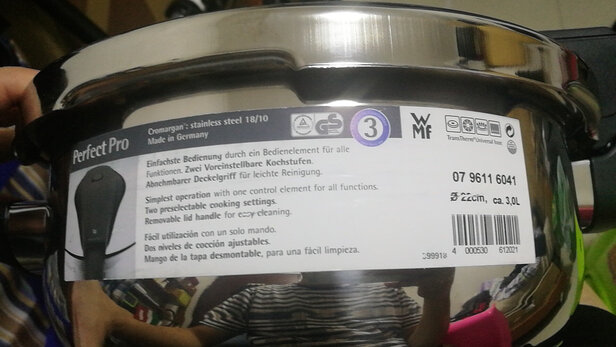 Perfect Pro
Cromargan®: stainless steel 18/10
Made in Germany
Einfachste Bedienung durch ein Bedienelement für alle
Funktionen. Zwei Voreinstellbare Kochstufen.
Abnehmbarer Deckelgriff für leichte Reinigung.
Simplest operation with one control element for all functions.
Two preselectable cooking settings.
Removable lid handle for easy cleaning.
Fácil utilización con un solo mando.
Dos niveles de cocción ajustables.
Mango de la tapa desmontable, para una fácil limpieza.
GS
3
WMF
TransTherm® Universal base
07 9611 6041
Ø 22cm, ca. 3,0L
299918
4 000530 612021